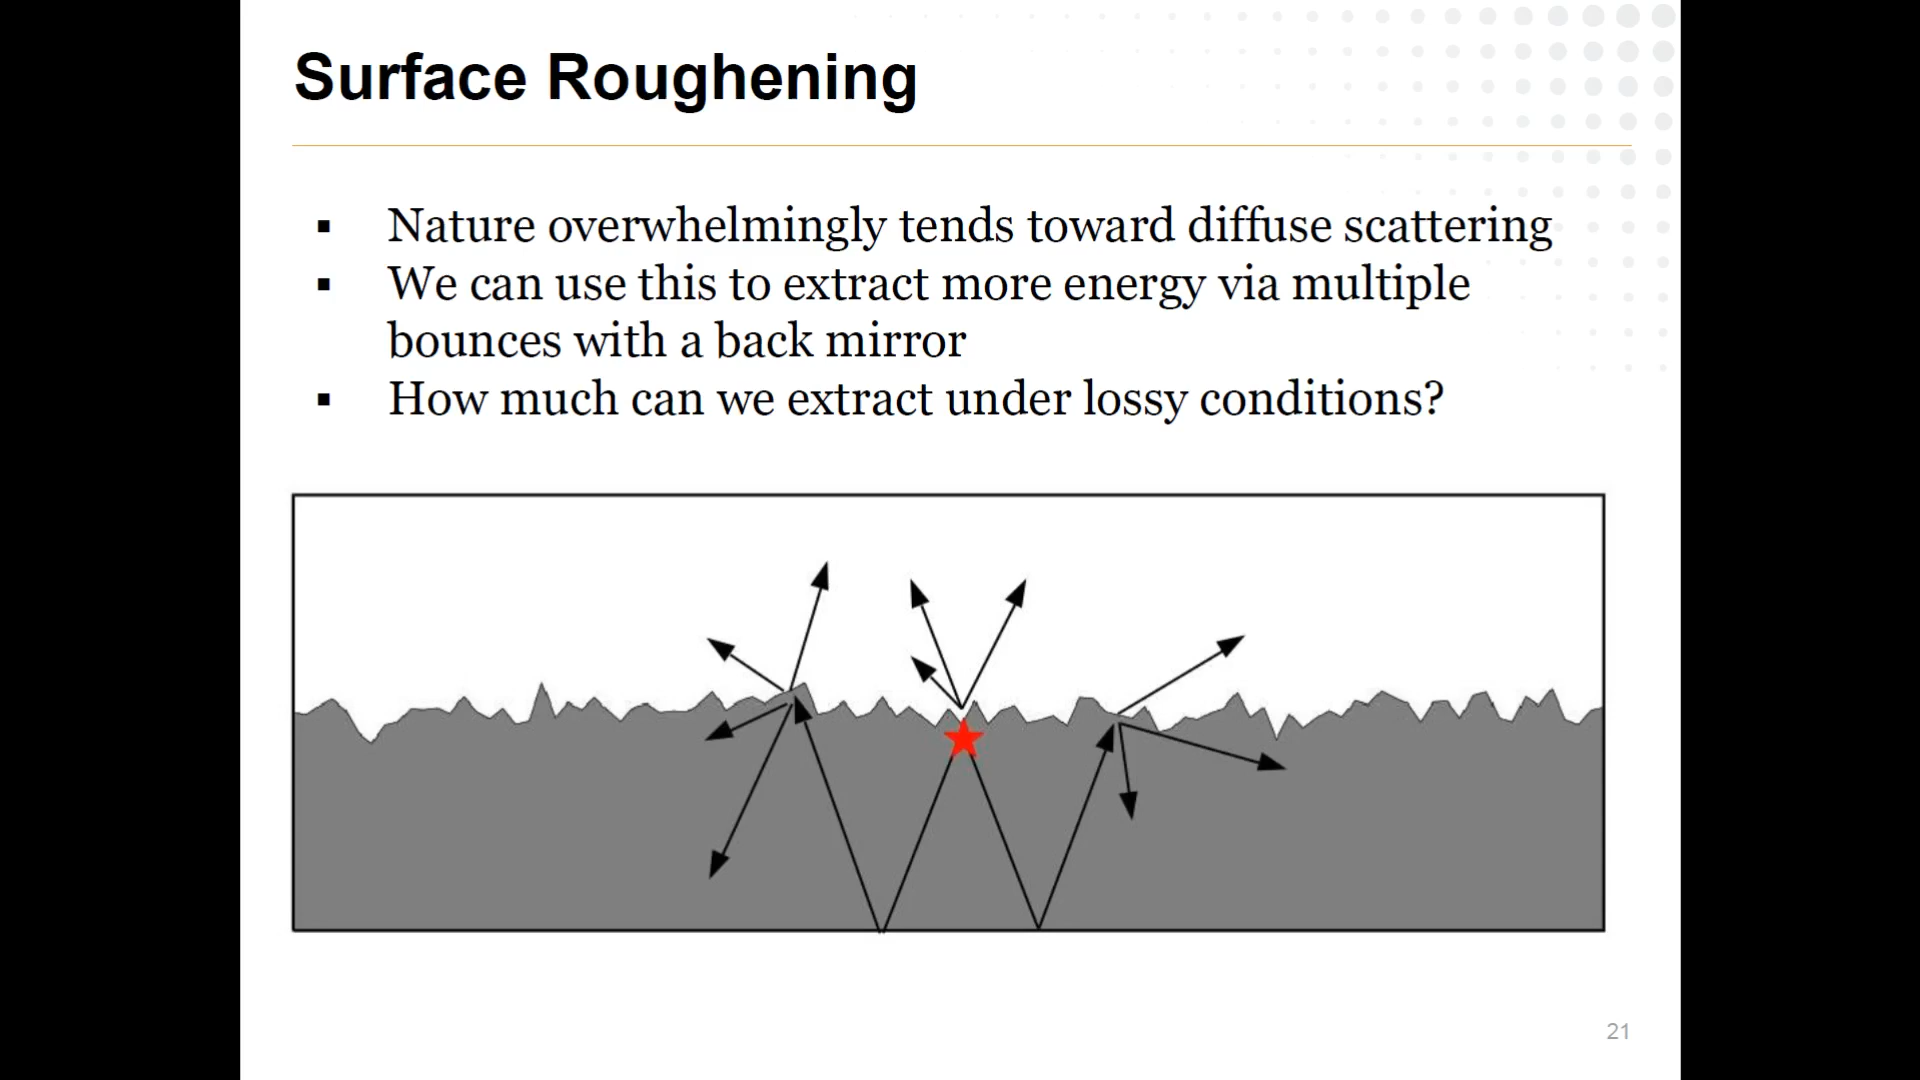 Surface Roughening
▪ Nature overwhelmingly tends toward diffuse scattering
▪ We can use this to extract more energy via multiple
bounces with a back mirror
▪ How much can we extract under lossy conditions?
21